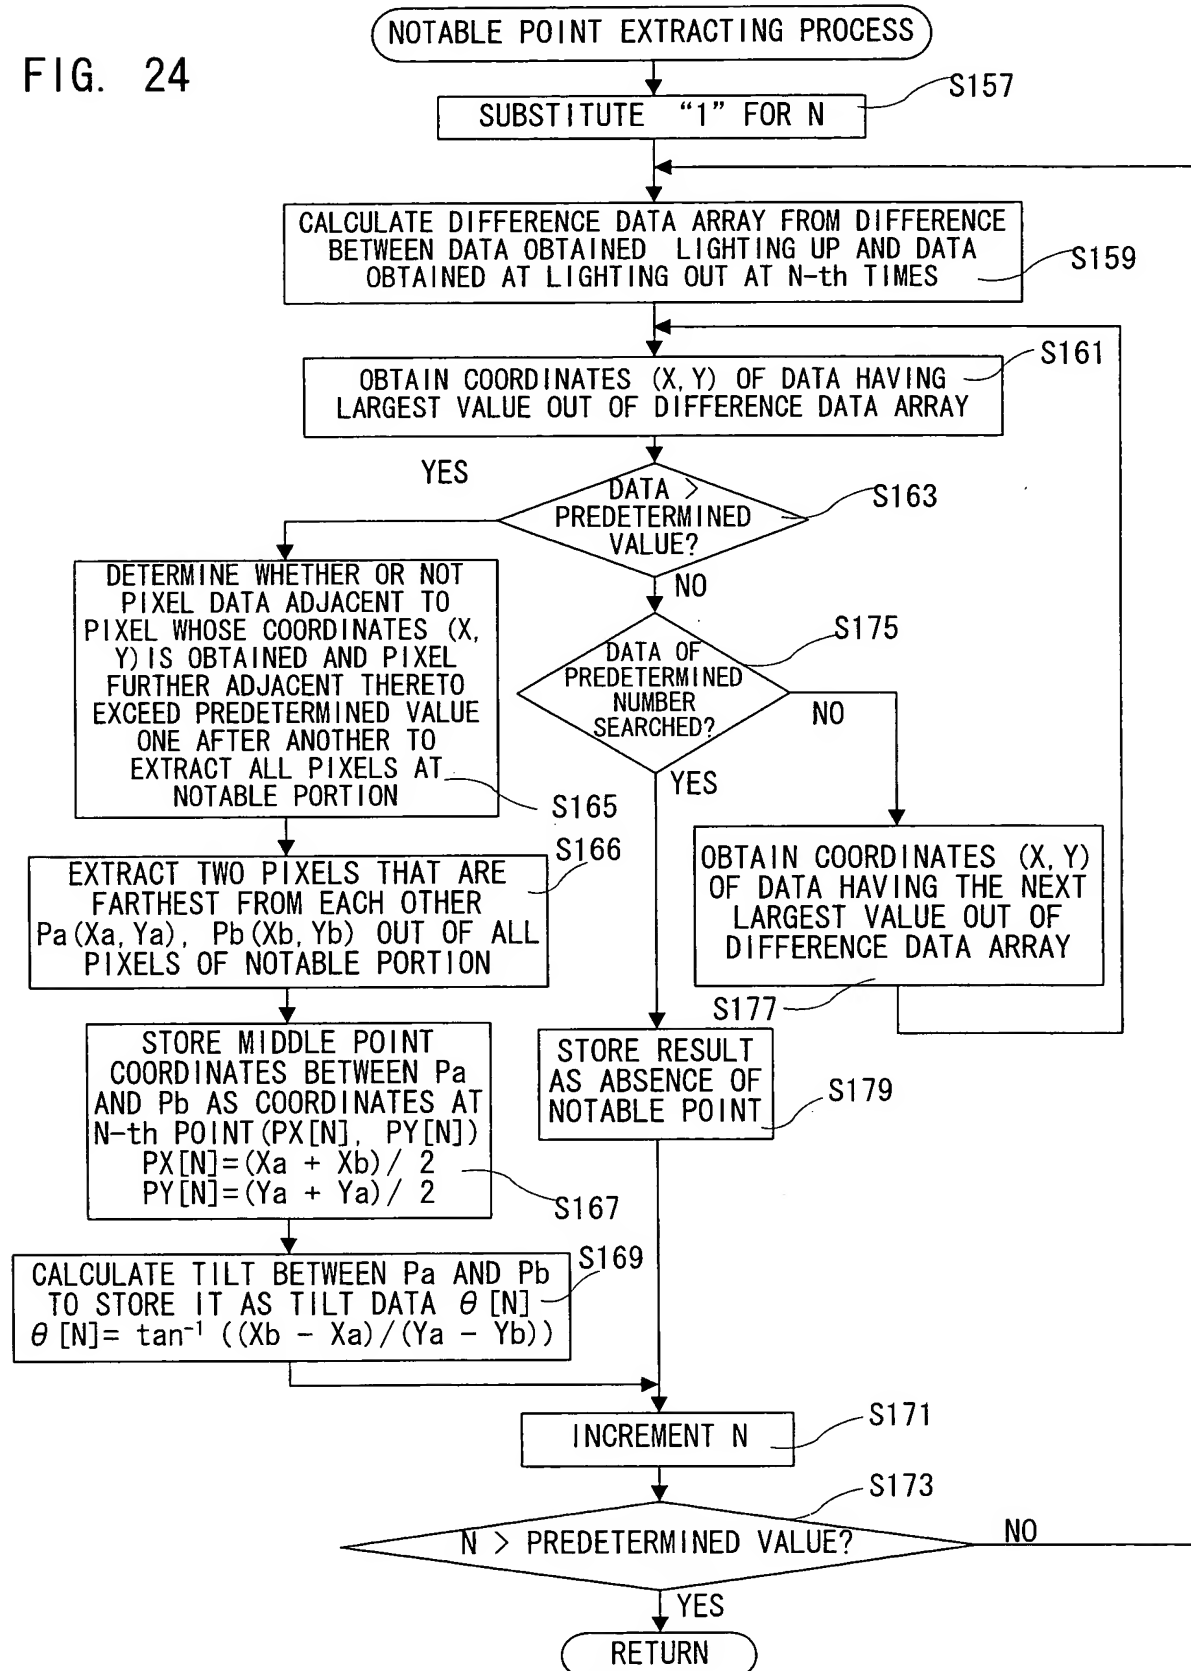 FIG. 24
NOTABLE POINT EXTRACTING PROCESS
SUBSTITUTE “1” FOR N
S157
CALCULATE DIFFERENCE DATA ARRAY FROM DIFFERENCE
BETWEEN DATA OBTAINED LIGHTING UP AND DATA
OBTAINED AT LIGHTING OUT AT N-th TIMES
S159
OBTAIN COORDINATES (X, Y) OF DATA HAVING
LARGEST VALUE OUT OF DIFFERENCE DATA ARRAY
S161
DATA >
PREDETERMINED
VALUE?
S163
YES
NO
DETERMINE WHETHER OR NOT
PIXEL DATA ADJACENT TO
PIXEL WHOSE COORDINATES (X,
Y) IS OBTAINED AND PIXEL
FURTHER ADJACENT THERETO
EXCEED PREDETERMINED VALUE
ONE AFTER ANOTHER TO
EXTRACT ALL PIXELS AT
NOTABLE PORTION
S165
DATA OF
PREDETERMINED
NUMBER
SEARCHED?
S175
NO
YES
EXTRACT TWO PIXELS THAT ARE
FARTHEST FROM EACH OTHER
Pa (Xa, Ya), Pb (Xb, Yb) OUT OF ALL
PIXELS OF NOTABLE PORTION
S166
OBTAIN COORDINATES (X, Y)
OF DATA HAVING THE NEXT
LARGEST VALUE OUT OF
DIFFERENCE DATA ARRAY
S177
STORE MIDDLE POINT
COORDINATES BETWEEN Pa
AND Pb AS COORDINATES AT
N-th POINT (PX[N], PY[N])
PX[N]=(Xa + Xb) / 2
PY[N]=(Ya + Ya) / 2
S167
STORE RESULT
AS ABSENCE OF
NOTABLE POINT
S179
CALCULATE TILT BETWEEN Pa AND Pb
TO STORE IT AS TILT DATA θ [N]
θ [N]= tan⁻¹ ((Xb − Xa)/(Ya − Yb))
S169
INCREMENT N
S171
N > PREDETERMINED VALUE?
S173
NO
YES
RETURN